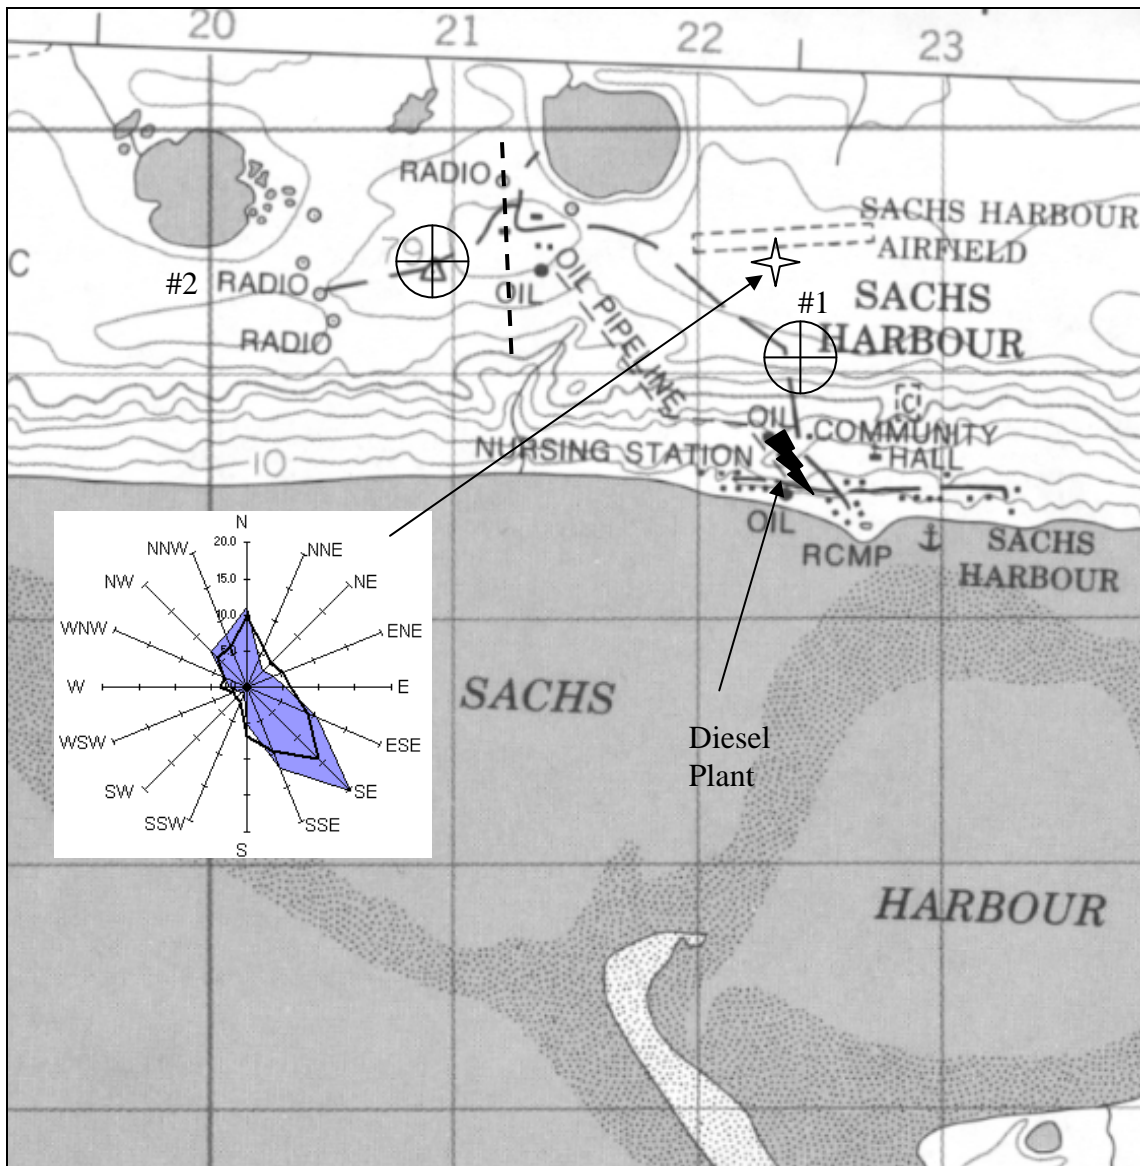 20 21 22 23
RADIO
SACHS HARBOUR
AIRFIELD
79
C
#2 RADIO
OIL
OIL PIPELINE
#1
SACHS
HARBOUR
RADIO
C
OIL
COMMUNITY
HALL
NURSING STATION
10
OIL
RCMP
SACHS
HARBOUR
N
20.0
NNW
NNE
15.0
NW
NE
10.0
WNW
ENE
W
E
WSW
ESE
SW
SE
SSW
SSE
S
SACHS
Diesel
Plant
HARBOUR